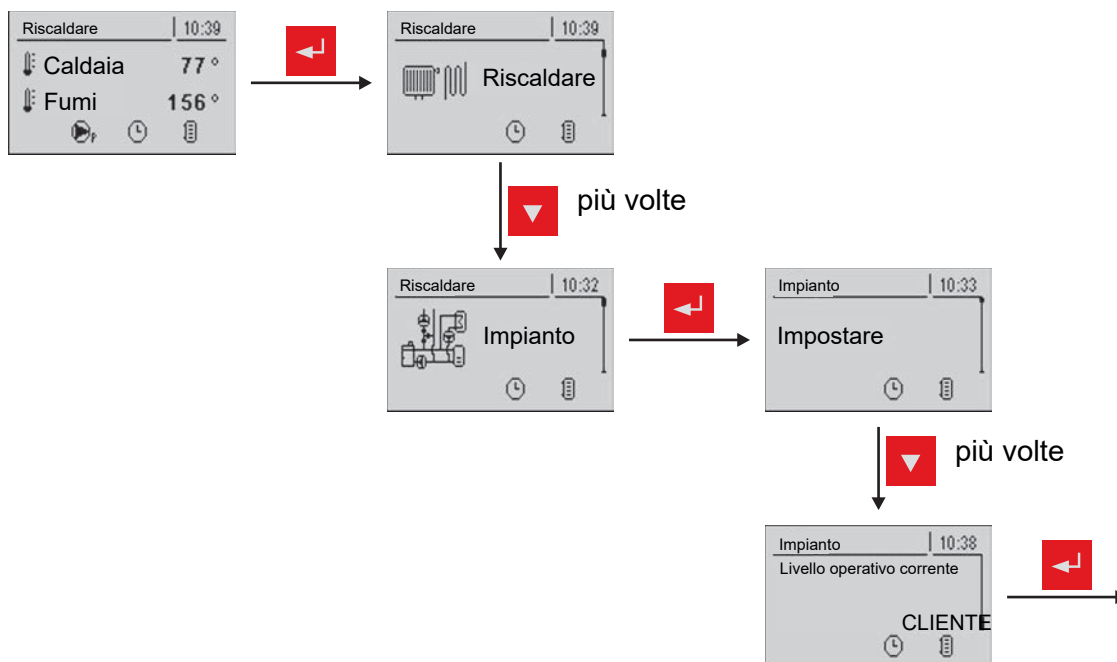 Riscaldare 10:39
Caldaia 77°
Fumi 156°
P
Riscaldare 10:39
Riscaldare
più volte
Riscaldare 10:32
Impianto
Impianto 10:33
Impostare
più volte
Impianto 10:38
Livello operativo corrente
CLIENTE